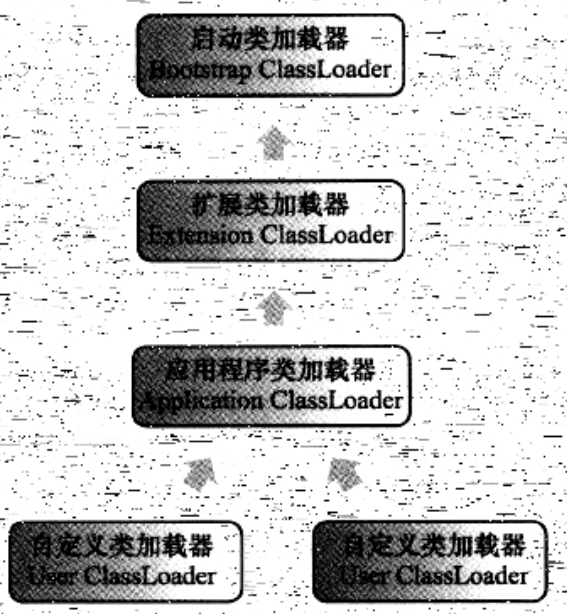 启动类加载器
Bootstrap ClassLoader
扩展类加载器
Extension ClassLoader
应用程序类加载器
Application ClassLoader
自定义类加载器
User ClassLoader
自定义类加载器
User ClassLoader